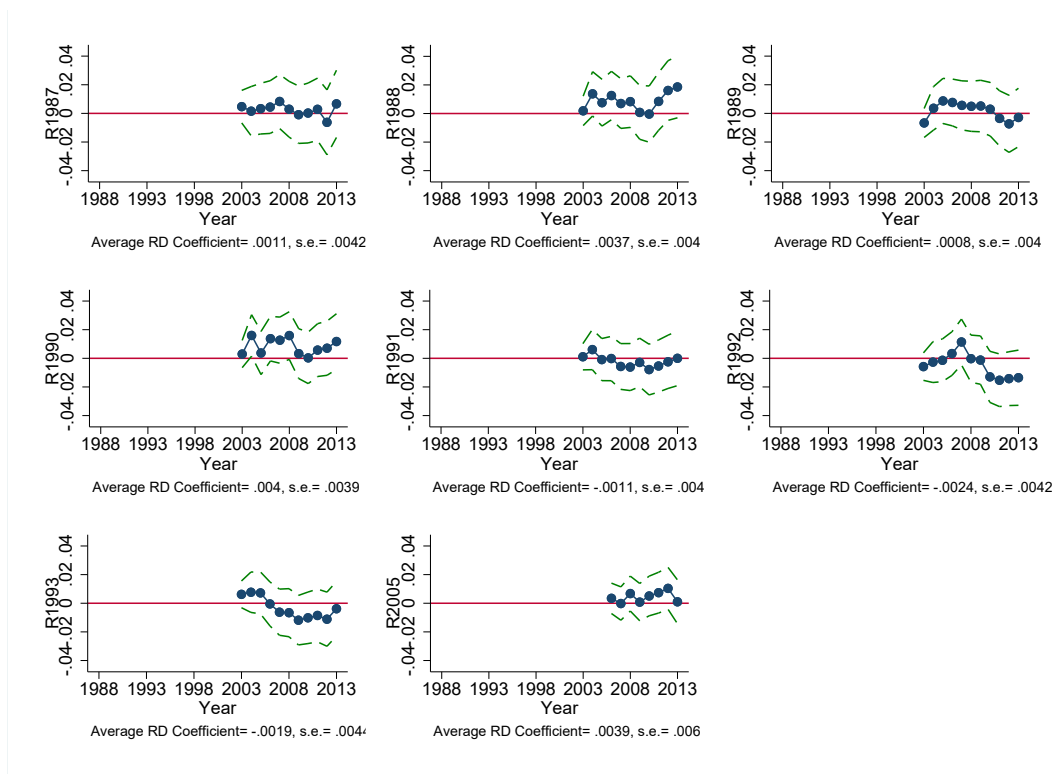 R1987
-.04 -.02 0 .02 .04
1988 1993 1998 2003 2008 2013
Year
Average RD Coefficient= .0011, s.e.= .0042
R1988
-.04 -.02 0 .02 .04
1988 1993 1998 2003 2008 2013
Year
Average RD Coefficient= .0037, s.e.= .004
R1989
-.04 -.02 0 .02 .04
1988 1993 1998 2003 2008 2013
Year
Average RD Coefficient= .0008, s.e.= .004
R1990
-.04 -.02 0 .02 .04
1988 1993 1998 2003 2008 2013
Year
Average RD Coefficient= .004, s.e.= .0039
R1991
-.04 -.02 0 .02 .04
1988 1993 1998 2003 2008 2013
Year
Average RD Coefficient= -.0011, s.e.= .004
R1992
-.04 -.02 0 .02 .04
1988 1993 1998 2003 2008 2013
Year
Average RD Coefficient= -.0024, s.e.= .0042
R1993
-.04 -.02 0 .02 .04
1988 1993 1998 2003 2008 2013
Year
Average RD Coefficient= -.0019, s.e.= .0044
R2005
-.04 -.02 0 .02 .04
1988 1993 1998 2003 2008 2013
Year
Average RD Coefficient= .0039, s.e.= .006